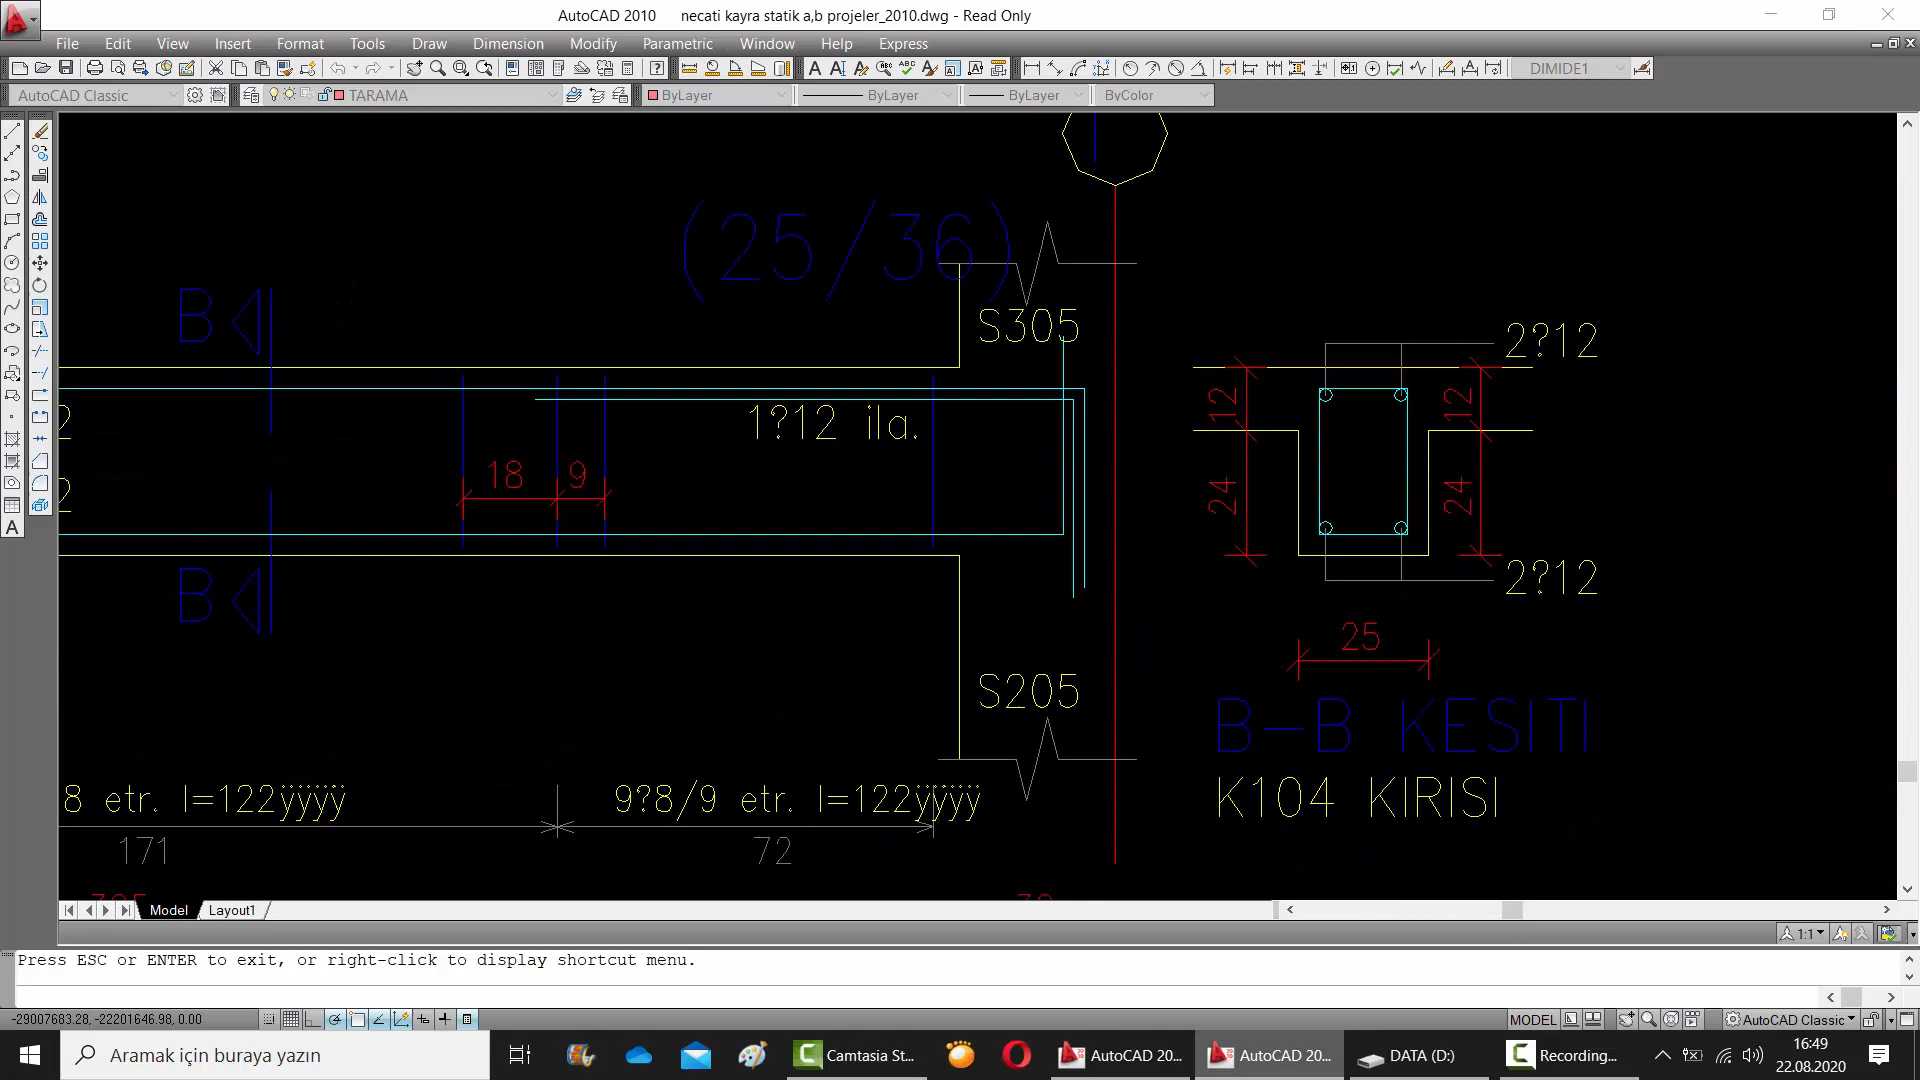 AutoCAD 2010 necati kayra statik a,b projeler_2010.dwg - Read Only
File Edit View Insert Format Tools Draw Dimension Modify Parametric Window Help Express
DIMIDE1
AutoCAD Classic TARAMA ByLayer ByLayer ByLayer ByColor
(25/36)
B
S305
2?12
12 12
2 1?12 ila.
18 9
2
24 24
2?12
B
25
S205
B-B KESITI
8 etr. l=122ÿÿÿÿ 9?8/9 etr. l=122ÿÿÿÿ K104 KIRISI
171 72
Model Layout1
1:1
Press ESC or ENTER to exit, or right-click to display shortcut menu.
-29007683.28, -22201646.98, 0.00 MODEL AutoCAD Classic
Aramak için buraya yazın Camtasia St... AutoCAD 20... AutoCAD 20... DATA (D:) Recording... 16:49
22.08.2020